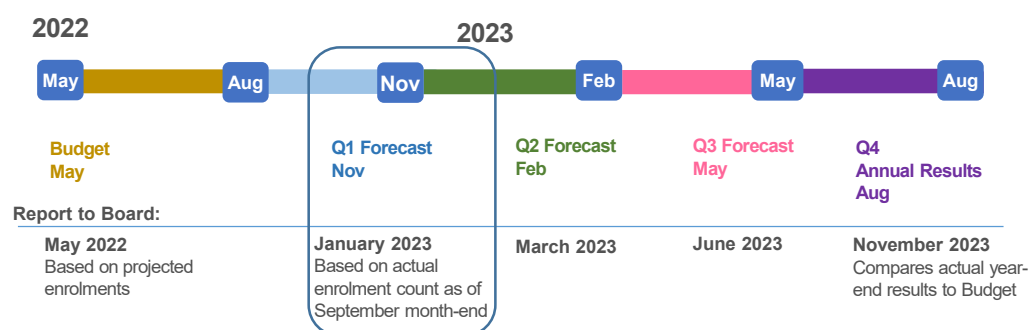 2022
2023
May
Aug
Nov
Feb
May
Aug
Budget
May
Q1 Forecast
Nov
Q2 Forecast
Feb
Q3 Forecast
May
Q4
Annual Results
Aug
Report to Board:
May 2022
Based on projected
enrolments
January 2023
Based on actual
enrolment count as of
September month-end
March 2023
June 2023
November 2023
Compares actual year-
end results to Budget